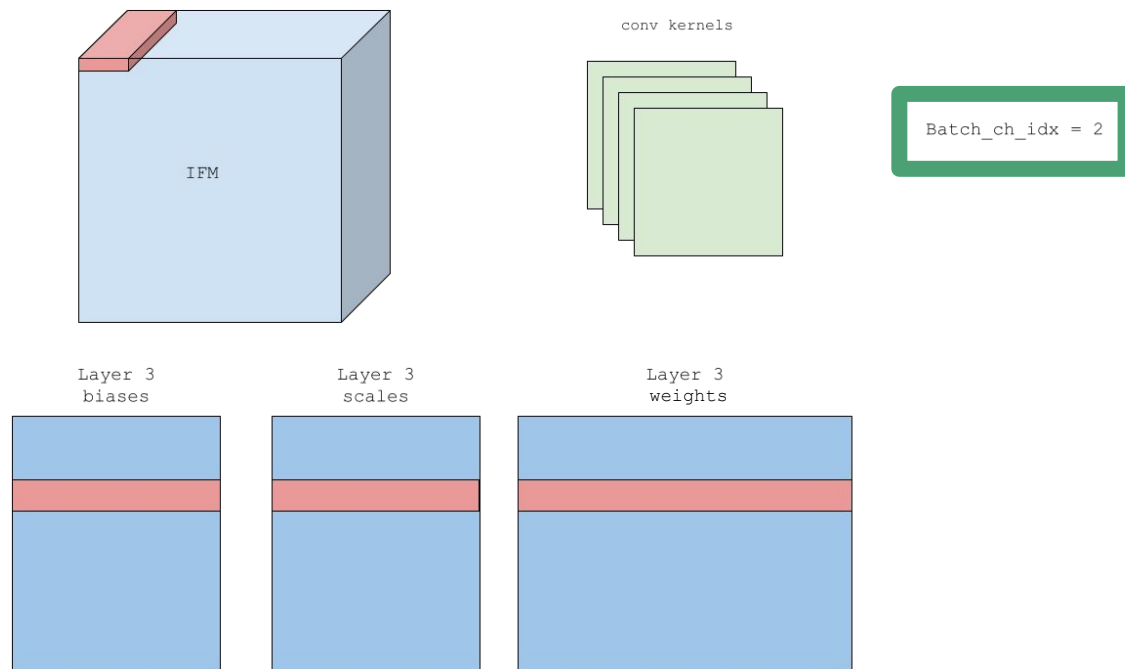 conv kernels
Batch_ch_idx = 2
IFM
Layer 3
biases
Layer 3
scales
Layer 3
weights